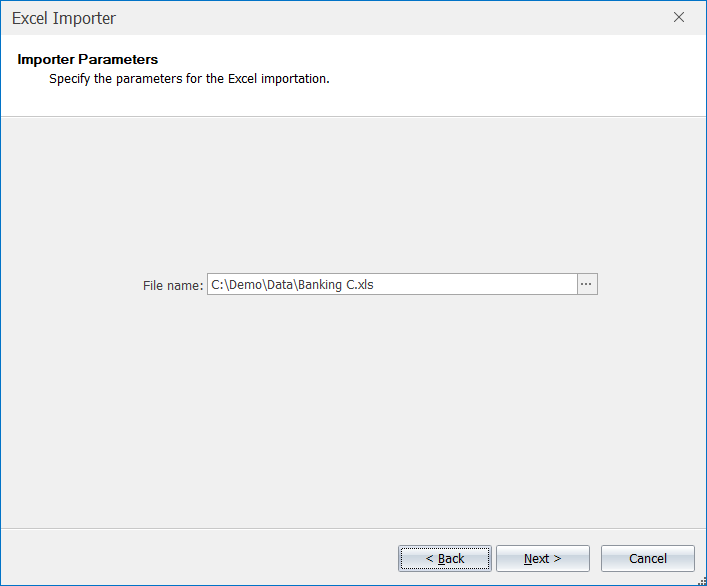 Excel Importer
Importer Parameters
Specify the parameters for the Excel importation.
File name: C:\Demo\Data\Banking C.xls ...
< Back Next > Cancel